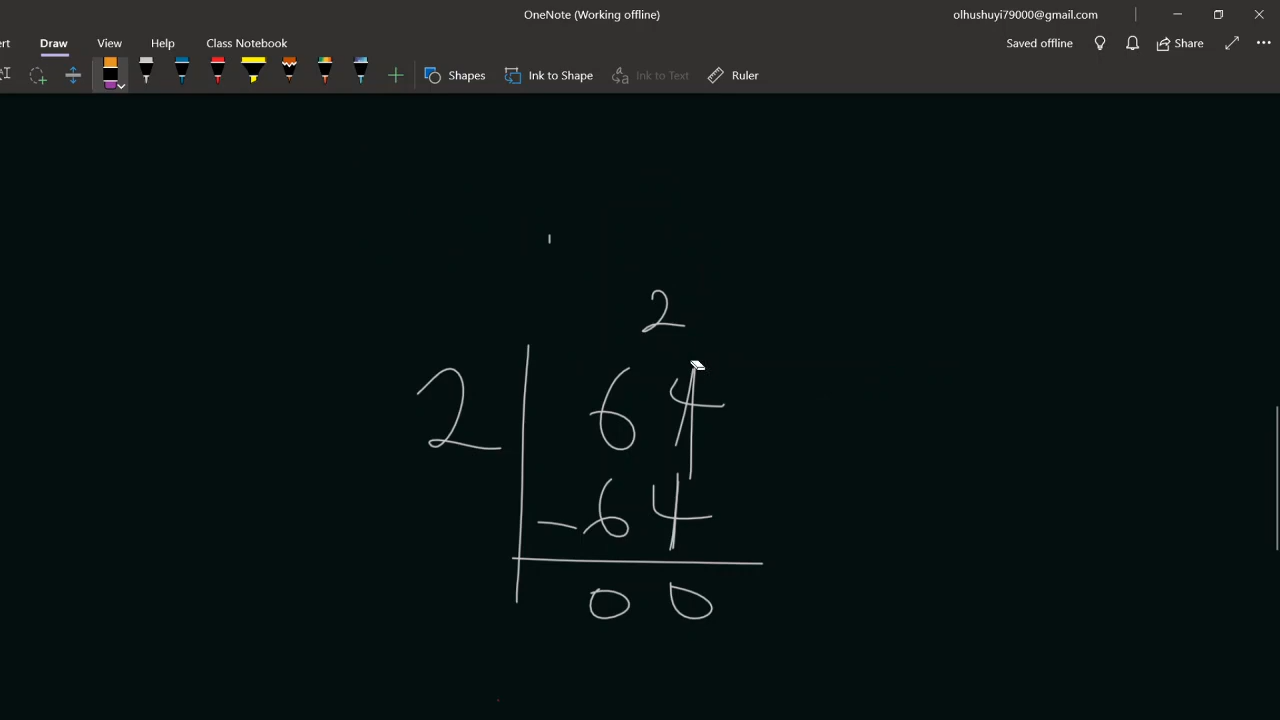 OneNote (Working offline)
olhushuyi79000@gmail.com
rt Draw View Help Class Notebook
Saved offline
Share
Shapes
Ink to Shape
Ink to Text
Ruler
2
2 64
-64
00